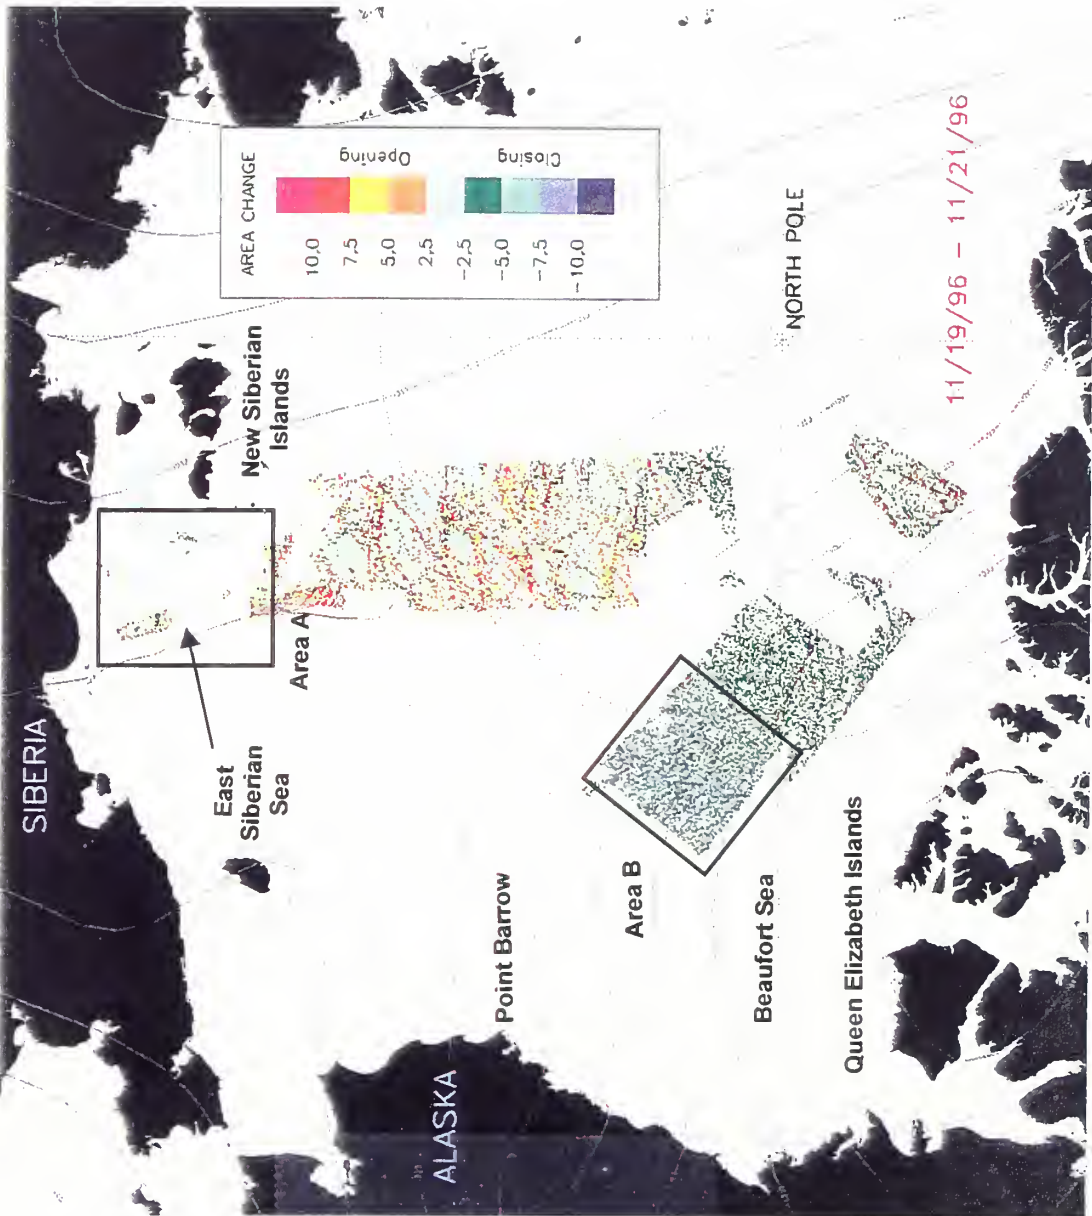 SIBERIA
East
Siberian
Sea
New Siberian
Islands
Area A
AREA CHANGE
Opening
10.0
7.5
5.0
2.5
Closing
-2.5
-5.0
-7.5
-10.0
NORTH POLE
11/19/96 - 11/21/96
ALASKA
Point Barrow
Area B
Beaufort Sea
Queen Elizabeth Islands